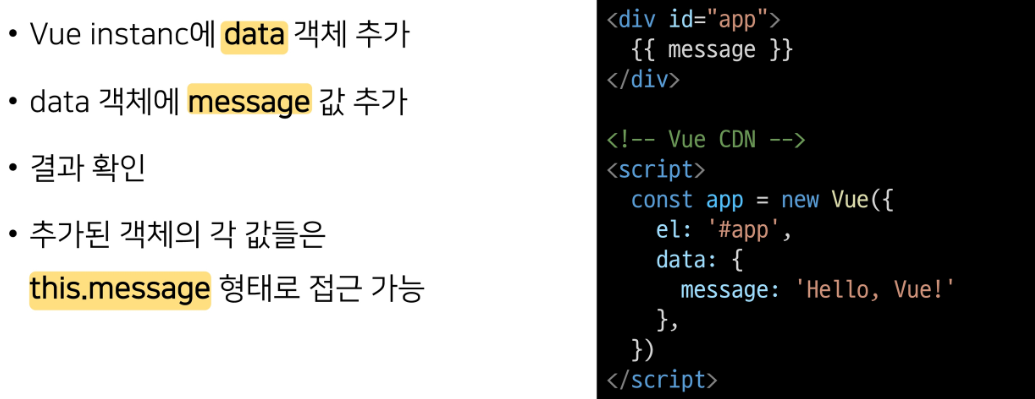 • Vue instanc에 data 객체 추가
• data 객체에 message 값 추가
• 결과 확인
• 추가된 객체의 각 값들은
this.message 형태로 접근 가능
<div id="app">
  {{ message }}
</div>

<!-- Vue CDN -->
<script>
  const app = new Vue({
    el: '#app',
    data: {
      message: 'Hello, Vue!'
    },
  })
</script>